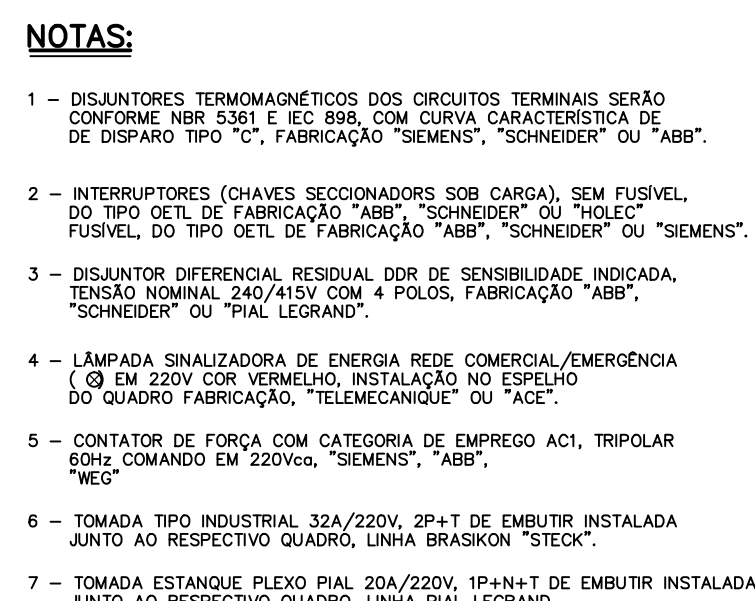 NOTAS:
1 – DISJUNTORES TERMOMAGNÉTICOS DOS CIRCUITOS TERMINAIS SERÃO
CONFORME NBR 5361 E IEC 898, COM CURVA CARACTERÍSTICA DE
DE DISPARO TIPO "C", FABRICAÇÃO "SIEMENS", "SCHNEIDER" OU "ABB".
2 – INTERRUPTORES (CHAVES SECCIONADORS SOB CARGA), SEM FUSÍVEL,
DO TIPO OETL DE FABRICAÇÃO "ABB", "SCHNEIDER" OU "HOLEC"
FUSÍVEL, DO TIPO OETL DE FABRICAÇÃO "ABB", "SCHNEIDER" OU "SIEMENS".
3 – DISJUNTOR DIFERENCIAL RESIDUAL DDR DE SENSIBILIDADE INDICADA,
TENSÃO NOMINAL 240/415V COM 4 POLOS, FABRICAÇÃO "ABB",
"SCHNEIDER" OU "PIAL LEGRAND".
4 – LÂMPADA SINALIZADORA DE ENERGIA REDE COMERCIAL/EMERGÊNCIA
( ⊗) EM 220V COR VERMELHO, INSTALAÇÃO NO ESPELHO
DO QUADRO FABRICAÇÃO, "TELEMECANIQUE" OU "ACE".
5 – CONTATOR DE FORÇA COM CATEGORIA DE EMPREGO AC1, TRIPOLAR
60Hz COMANDO EM 220Vca, "SIEMENS", "ABB",
"WEG"
6 – TOMADA TIPO INDUSTRIAL 32A/220V, 2P+T DE EMBUTIR INSTALADA
JUNTO AO RESPECTIVO QUADRO, LINHA BRASIKON "STECK".
7 – TOMADA ESTANQUE PLEXO PIAL 20A/220V, 1P+N+T DE EMBUTIR INSTALADA
JUNTO AO RESPECTIVO QUADRO, LINHA PIAL LEGRAND